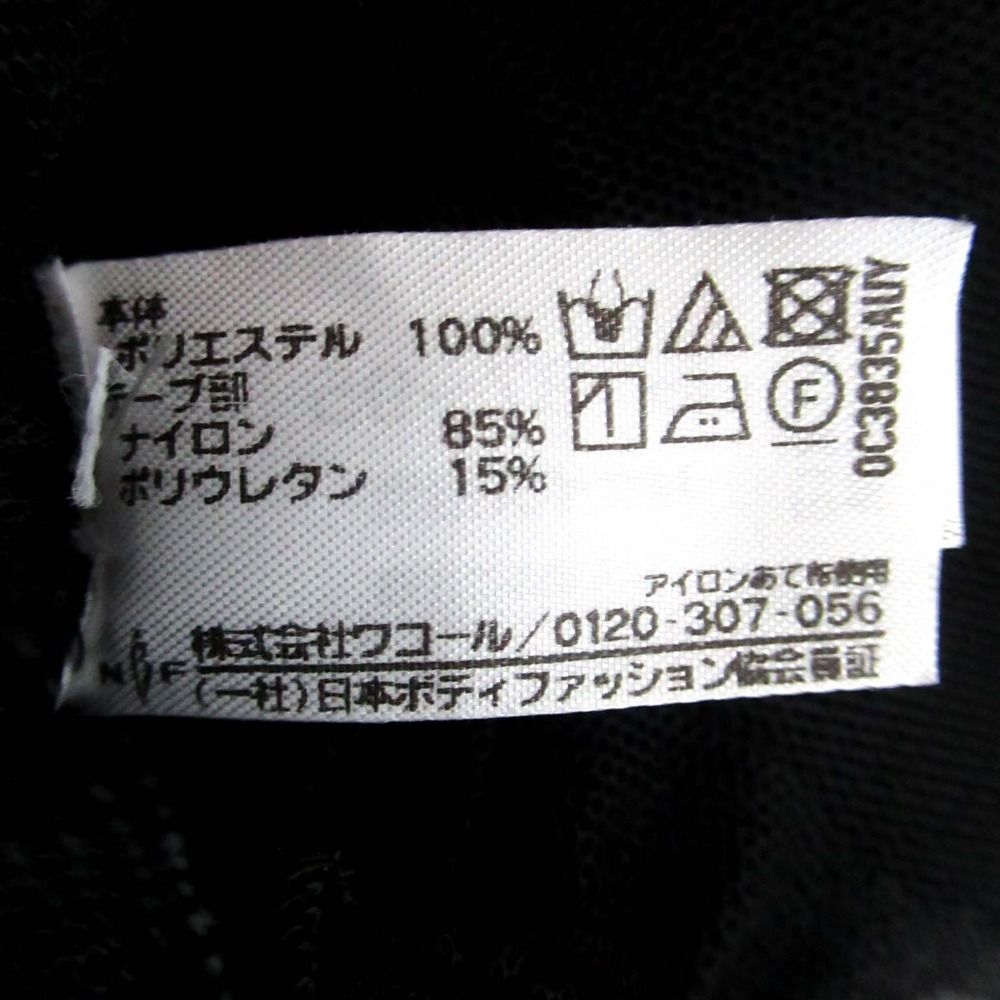 本体
ポリエステル 100%
テープ部
ナイロン 85%
ポリウレタン 15%
F
0C3835AUY
アイロンあて布使用
株式会社ワコール/0120-307-056
N B F
(一社)日本ボディファッション協会員証